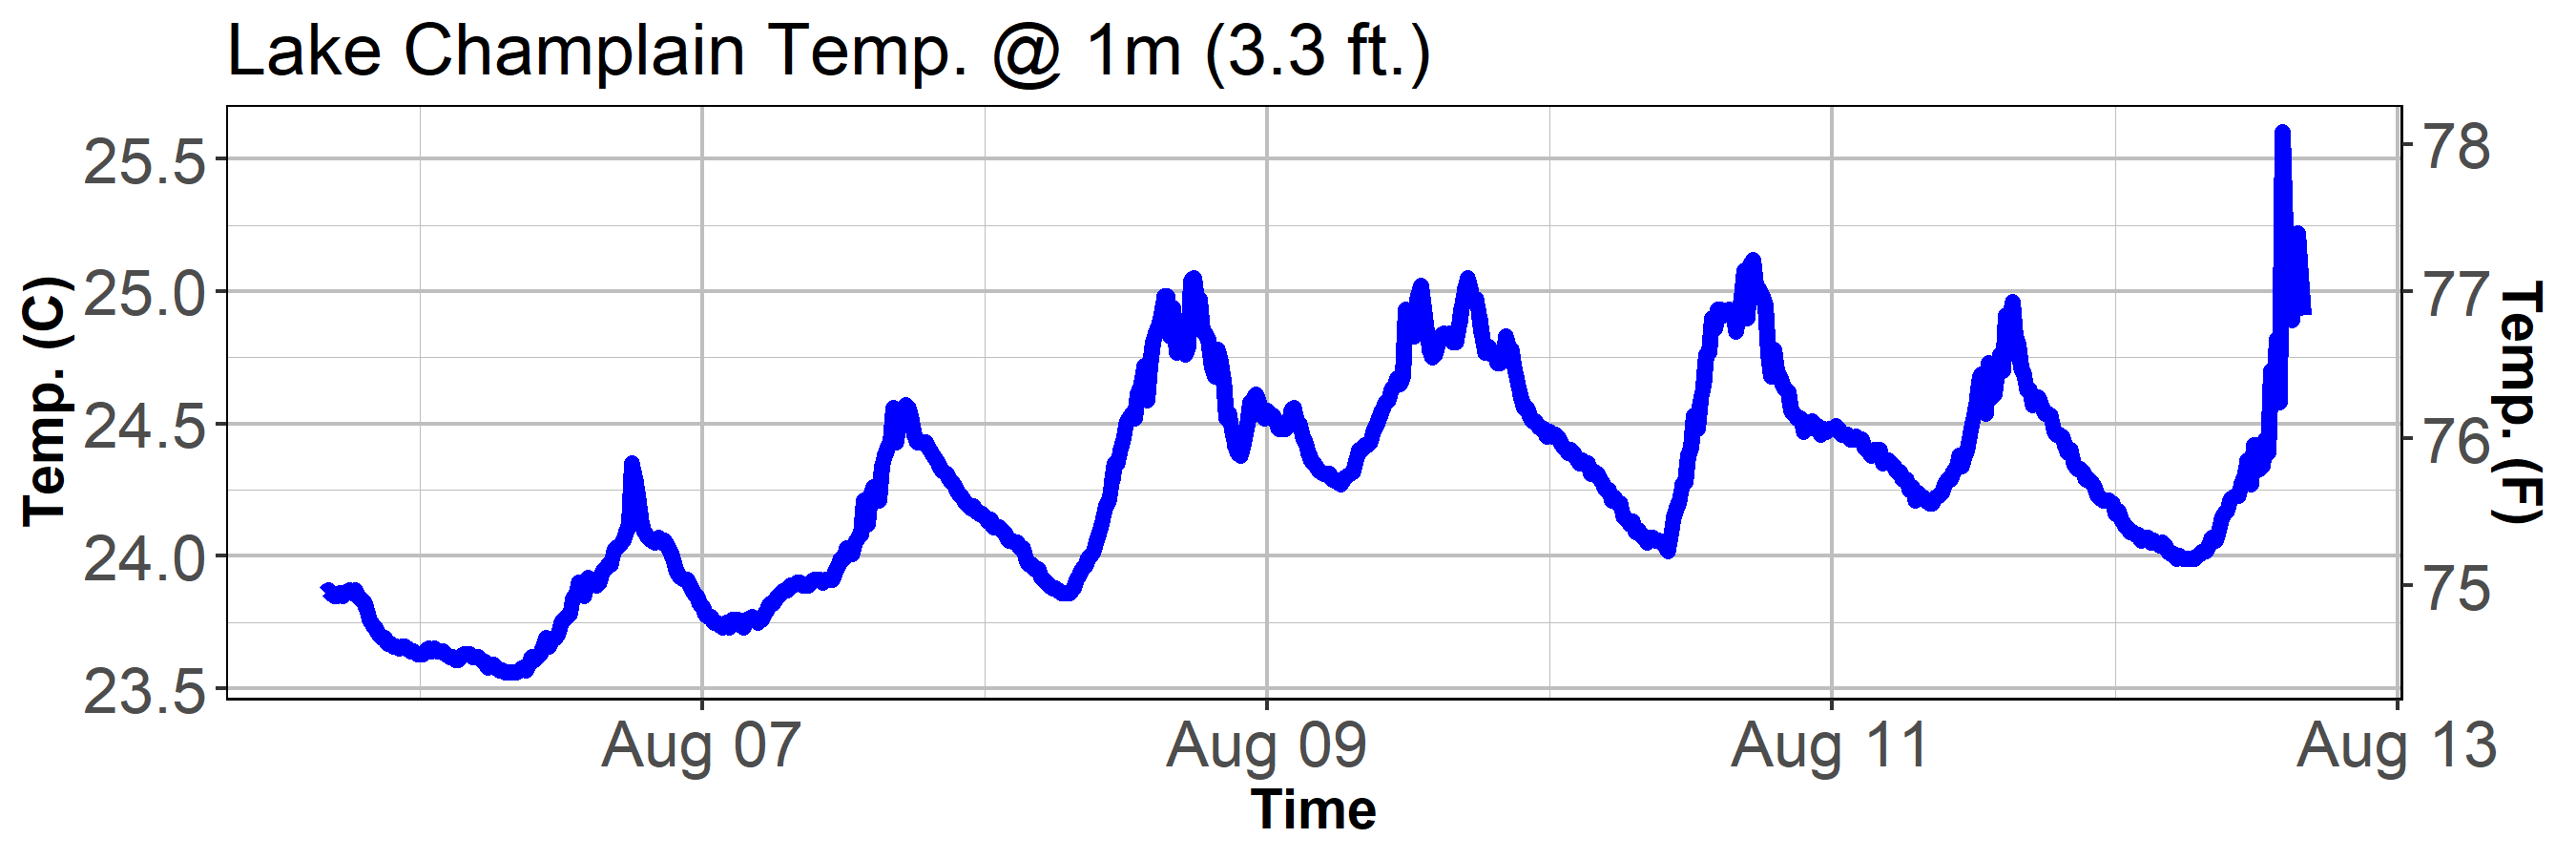 Lake Champlain Temp. @ 1m (3.3 ft.)
Temp. (C)
25.5
25.0
24.5
24.0
23.5
78
77
76
75
Temp. (F)
Aug 07 Aug 09 Aug 11 Aug 13
Time